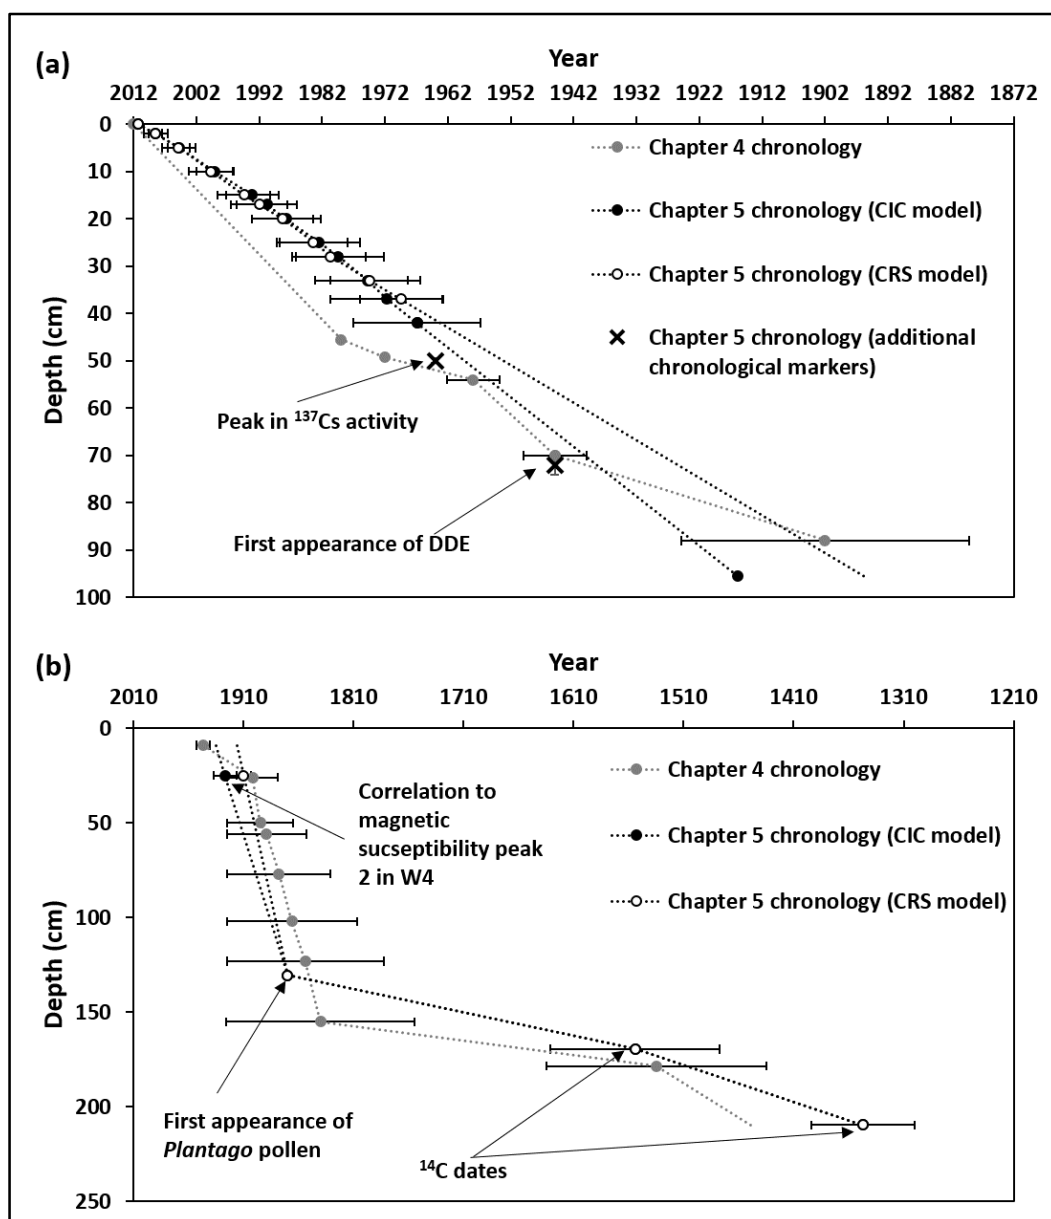 (a)
Year
2012 2002 1992 1982 1972 1962 1952 1942 1932 1922 1912 1902 1892 1882 1872
0
10
20
30
40
50
60
70
80
90
100
Depth (cm)
Chapter 4 chronology
Chapter 5 chronology (CIC model)
Chapter 5 chronology (CRS model)
Chapter 5 chronology (additional
chronological markers)
Peak in ¹³⁷Cs activity
First appearance of DDE
(b)
Year
2010 1910 1810 1710 1610 1510 1410 1310 1210
0
50
100
150
200
250
Depth (cm)
Chapter 4 chronology
Chapter 5 chronology (CIC model)
Chapter 5 chronology (CRS model)
Correlation to
magnetic
sucseptibility peak
2 in W4
First appearance of
Plantago pollen
¹⁴C dates